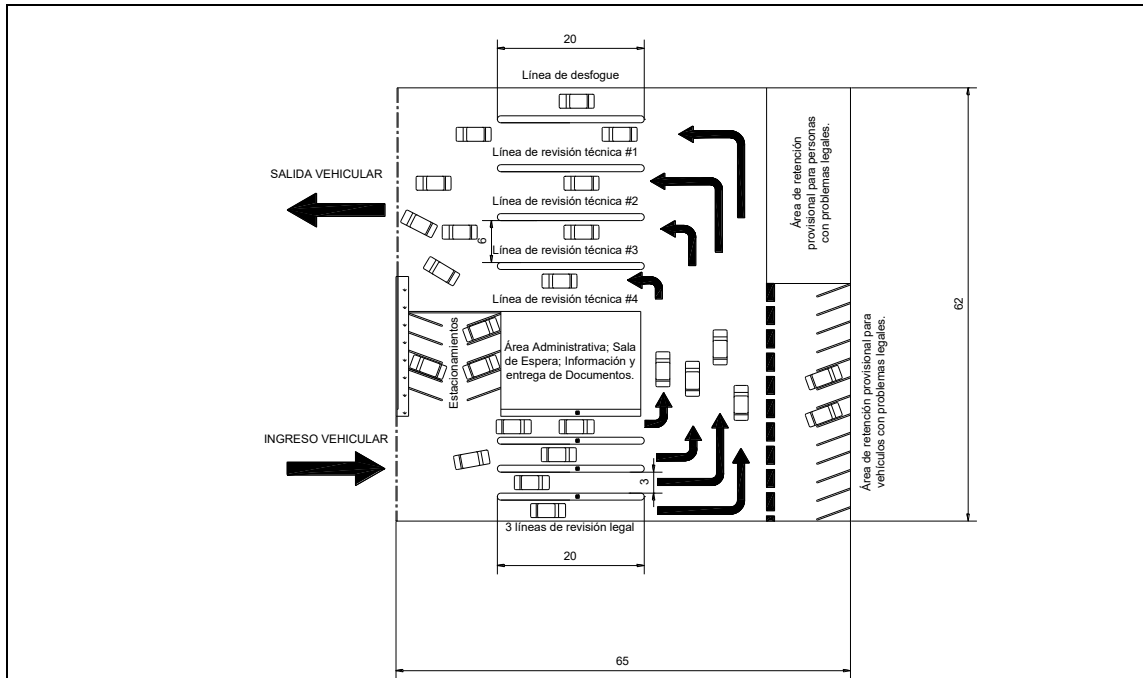 20
Línea de desfogue
Línea de revisión técnica #1
SALIDA VEHICULAR
Línea de revisión técnica #2
6
Línea de revisión técnica #3
Línea de revisión técnica #4
Área de retención
provisional para personas
con problemas legales.
62
Estacionamientos
Área Administrativa; Sala
de Espera; Información y
entrega de Documentos.
Área de retención provisional para
vehículos con problemas legales.
INGRESO VEHICULAR
3
3 líneas de revisión legal
20
65